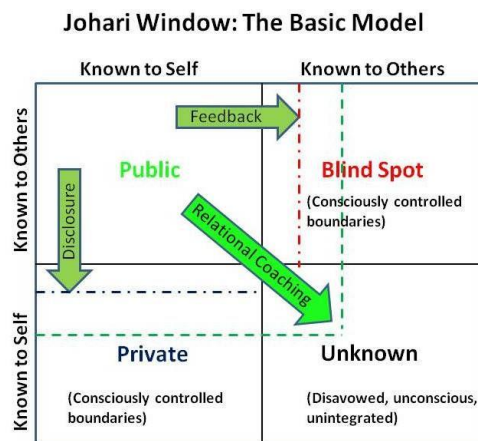 Johari Window: The Basic Model
Known to Self
Known to Others
Known to Others
Feedback
Public
Blind Spot
(Consciously controlled
boundaries)
Disclosure
Relational Coaching
Known to Self
Private
Unknown
(Consciously controlled
boundaries)
(Disavowed, unconscious,
unintegrated)